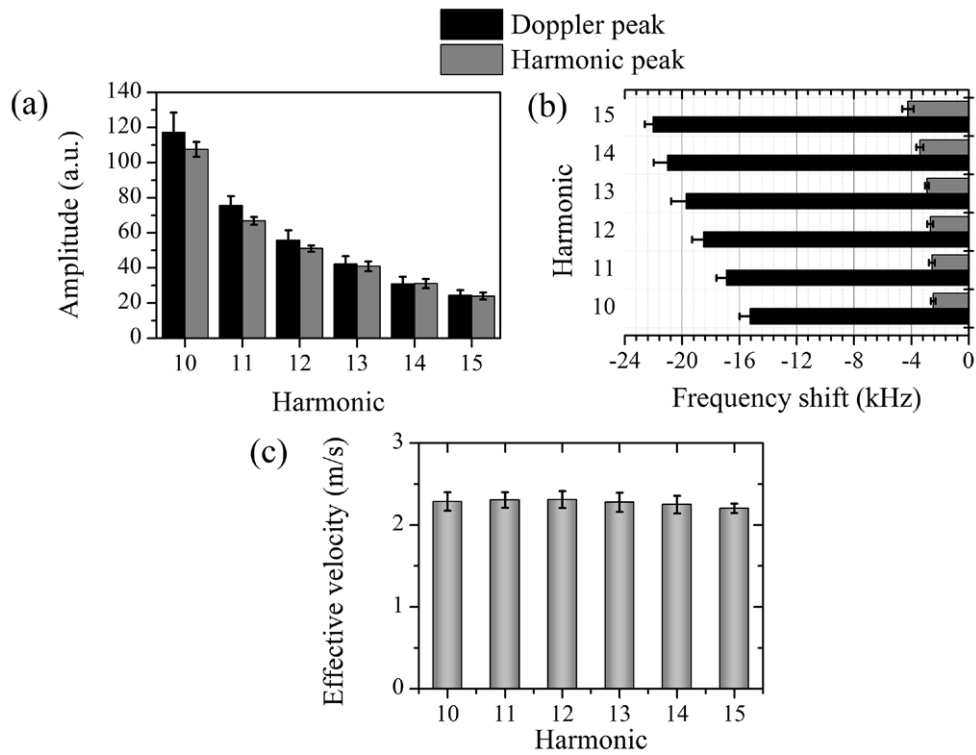 Doppler peak
Harmonic peak
(a)
Amplitude (a.u.)
140
120
100
80
60
40
20
0
10 11 12 13 14 15
Harmonic
(b)
Harmonic
15
14
13
12
11
10
-24 -20 -16 -12 -8 -4 0
Frequency shift (kHz)
(c)
Effective velocity (m/s)
3
2
1
0
10 11 12 13 14 15
Harmonic